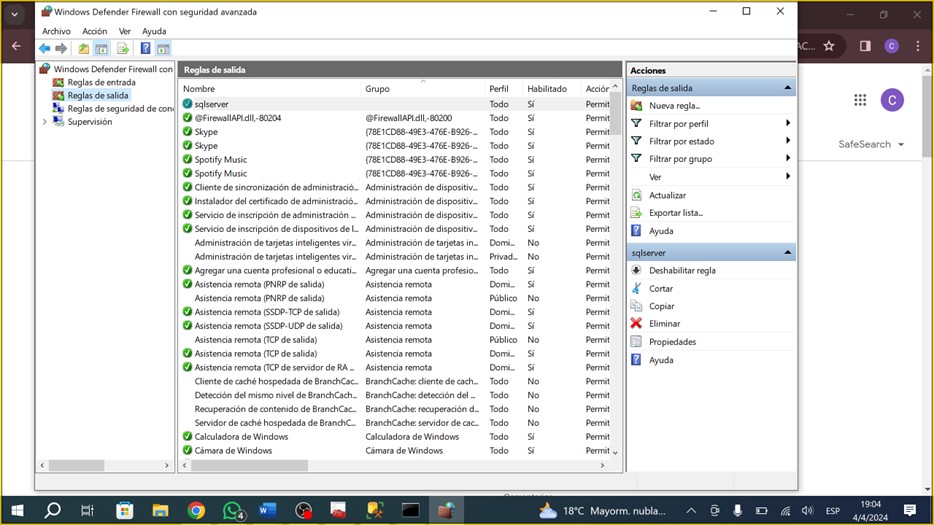 Windows Defender Firewall con seguridad avanzada
Archivo Acción Ver Ayuda
Windows Defender Firewall con
Reglas de entrada
Reglas de salida
Reglas de seguridad de con
Supervisión
Reglas de salida
Nombre Grupo Perfil Habilitado Acción
sqlserver Todo Sí Permit
@FirewallAPI.dll,-80204 @FirewallAPI.dll,-80200 Todo Sí Permit
Skype {78E1CD88-49E3-476E-B926-... Todo Sí Permit
Skype {78E1CD88-49E3-476E-B926-... Todo Sí Permit
Spotify Music {78E1CD88-49E3-476E-B926-... Todo Sí Permit
Spotify Music {78E1CD88-49E3-476E-B926-... Todo Sí Permit
Cliente de sincronización de administració... Administración de dispositiv... Todo Sí Permit
Instalador del certificado de administració... Administración de dispositiv... Todo Sí Permit
Servicio de inscripción de administración ... Administración de dispositiv... Todo Sí Permit
Servicio de inscripción de dispositivos de l... Administración de dispositiv... Todo Sí Permit
Administración de tarjetas inteligentes vir... Administración de tarjetas in... Domi... No Permit
Administración de tarjetas inteligentes vir... Administración de tarjetas in... Privad... No Permit
Agregar una cuenta profesional o educati... Agregar una cuenta profesio... Todo Sí Permit
Asistencia remota (PNRP de salida) Asistencia remota Domi... Sí Permit
Asistencia remota (PNRP de salida) Asistencia remota Público No Permit
Asistencia remota (SSDP-TCP de salida) Asistencia remota Domi... Sí Permit
Asistencia remota (SSDP-UDP de salida) Asistencia remota Domi... Sí Permit
Asistencia remota (TCP de salida) Asistencia remota Público No Permit
Asistencia remota (TCP de salida) Asistencia remota Domi... Sí Permit
Asistencia remota (TCP de servidor de RA ... Asistencia remota Domi... Sí Permit
Cliente de caché hospedada de BranchCac... BranchCache: cliente de cach... Todo No Permit
Detección del mismo nivel de BranchCac... BranchCache: detección del ... Todo No Permit
Recuperación de contenido de BranchCac... BranchCache: recuperación d... Todo No Permit
Servidor de caché hospedada de BranchC... BranchCache: servidor de cac... Todo No Permit
Calculadora de Windows Calculadora de Windows Todo Sí Permit
Cámara de Windows Cámara de Windows Todo Sí Permit
Acciones
Reglas de salida
Nueva regla...
Filtrar por perfil
Filtrar por estado
Filtrar por grupo
Ver
Actualizar
Exportar lista...
Ayuda
sqlserver
Deshabilitar regla
Cortar
Copiar
Eliminar
Propiedades
Ayuda
AC...
C
C
SafeSearch
4
18°C Mayorm. nubla...
ESP
19:04
4/4/2024